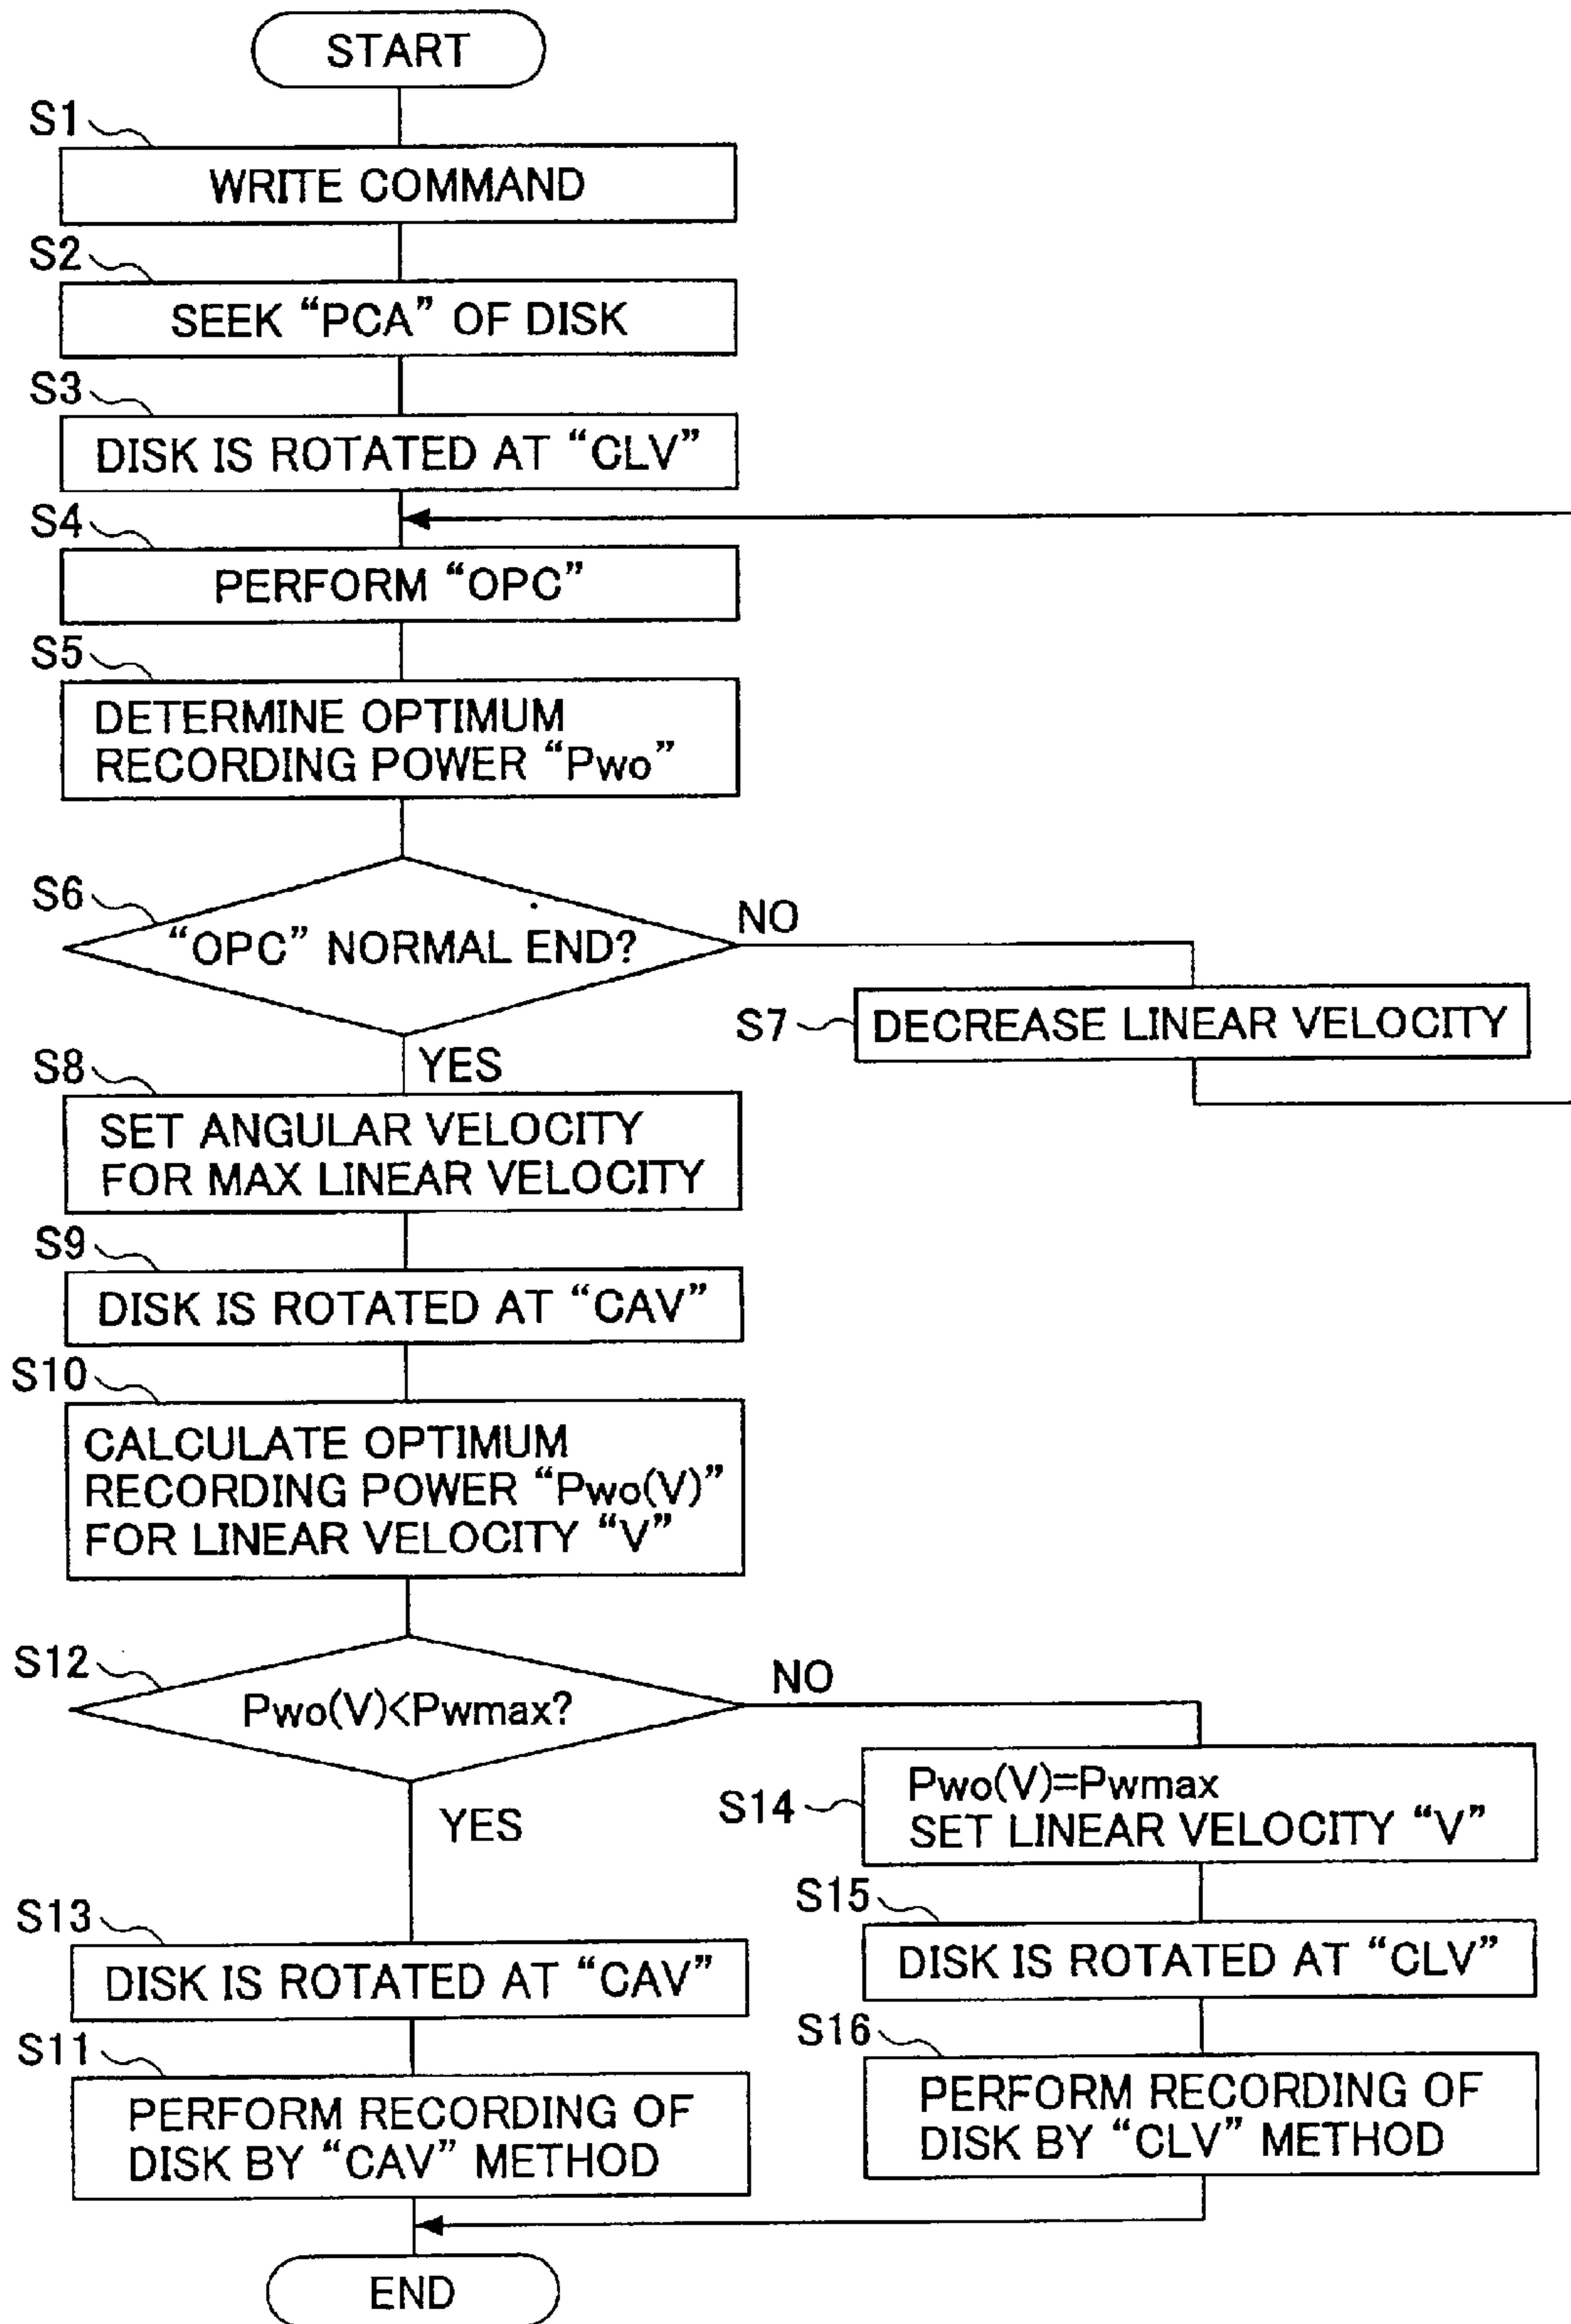 START
S1
WRITE COMMAND
S2
SEEK “PCA” OF DISK
S3
DISK IS ROTATED AT “CLV”
S4
PERFORM “OPC”
S5
DETERMINE OPTIMUM
RECORDING POWER “Pwo”
S6
“OPC” NORMAL END?
NO
S7
DECREASE LINEAR VELOCITY
YES
S8
SET ANGULAR VELOCITY
FOR MAX LINEAR VELOCITY
S9
DISK IS ROTATED AT “CAV”
S10
CALCULATE OPTIMUM
RECORDING POWER “Pwo(V)”
FOR LINEAR VELOCITY “V”
S12
Pwo(V)<Pwmax?
NO
YES
S14
Pwo(V)=Pwmax
SET LINEAR VELOCITY “V”
S13
DISK IS ROTATED AT “CAV”
S15
DISK IS ROTATED AT “CLV”
S11
PERFORM RECORDING OF
DISK BY “CAV” METHOD
S16
PERFORM RECORDING OF
DISK BY “CLV” METHOD
END